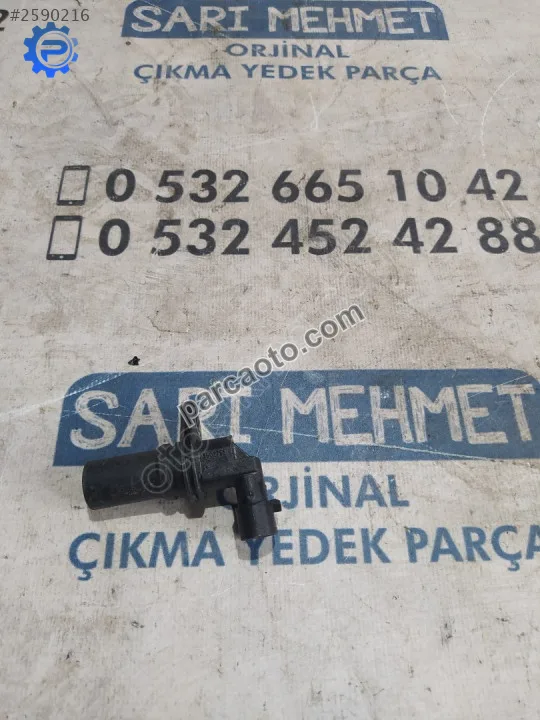 #2590216
SARI MEHMET
ORJİNAL
ÇIKMA YEDEK PARÇA
0 532 665 10 42
0 532 452 42 88
otoparcaoto.com
SARI MEHMET
ORJİNAL
ÇIKMA YEDEK PARÇA